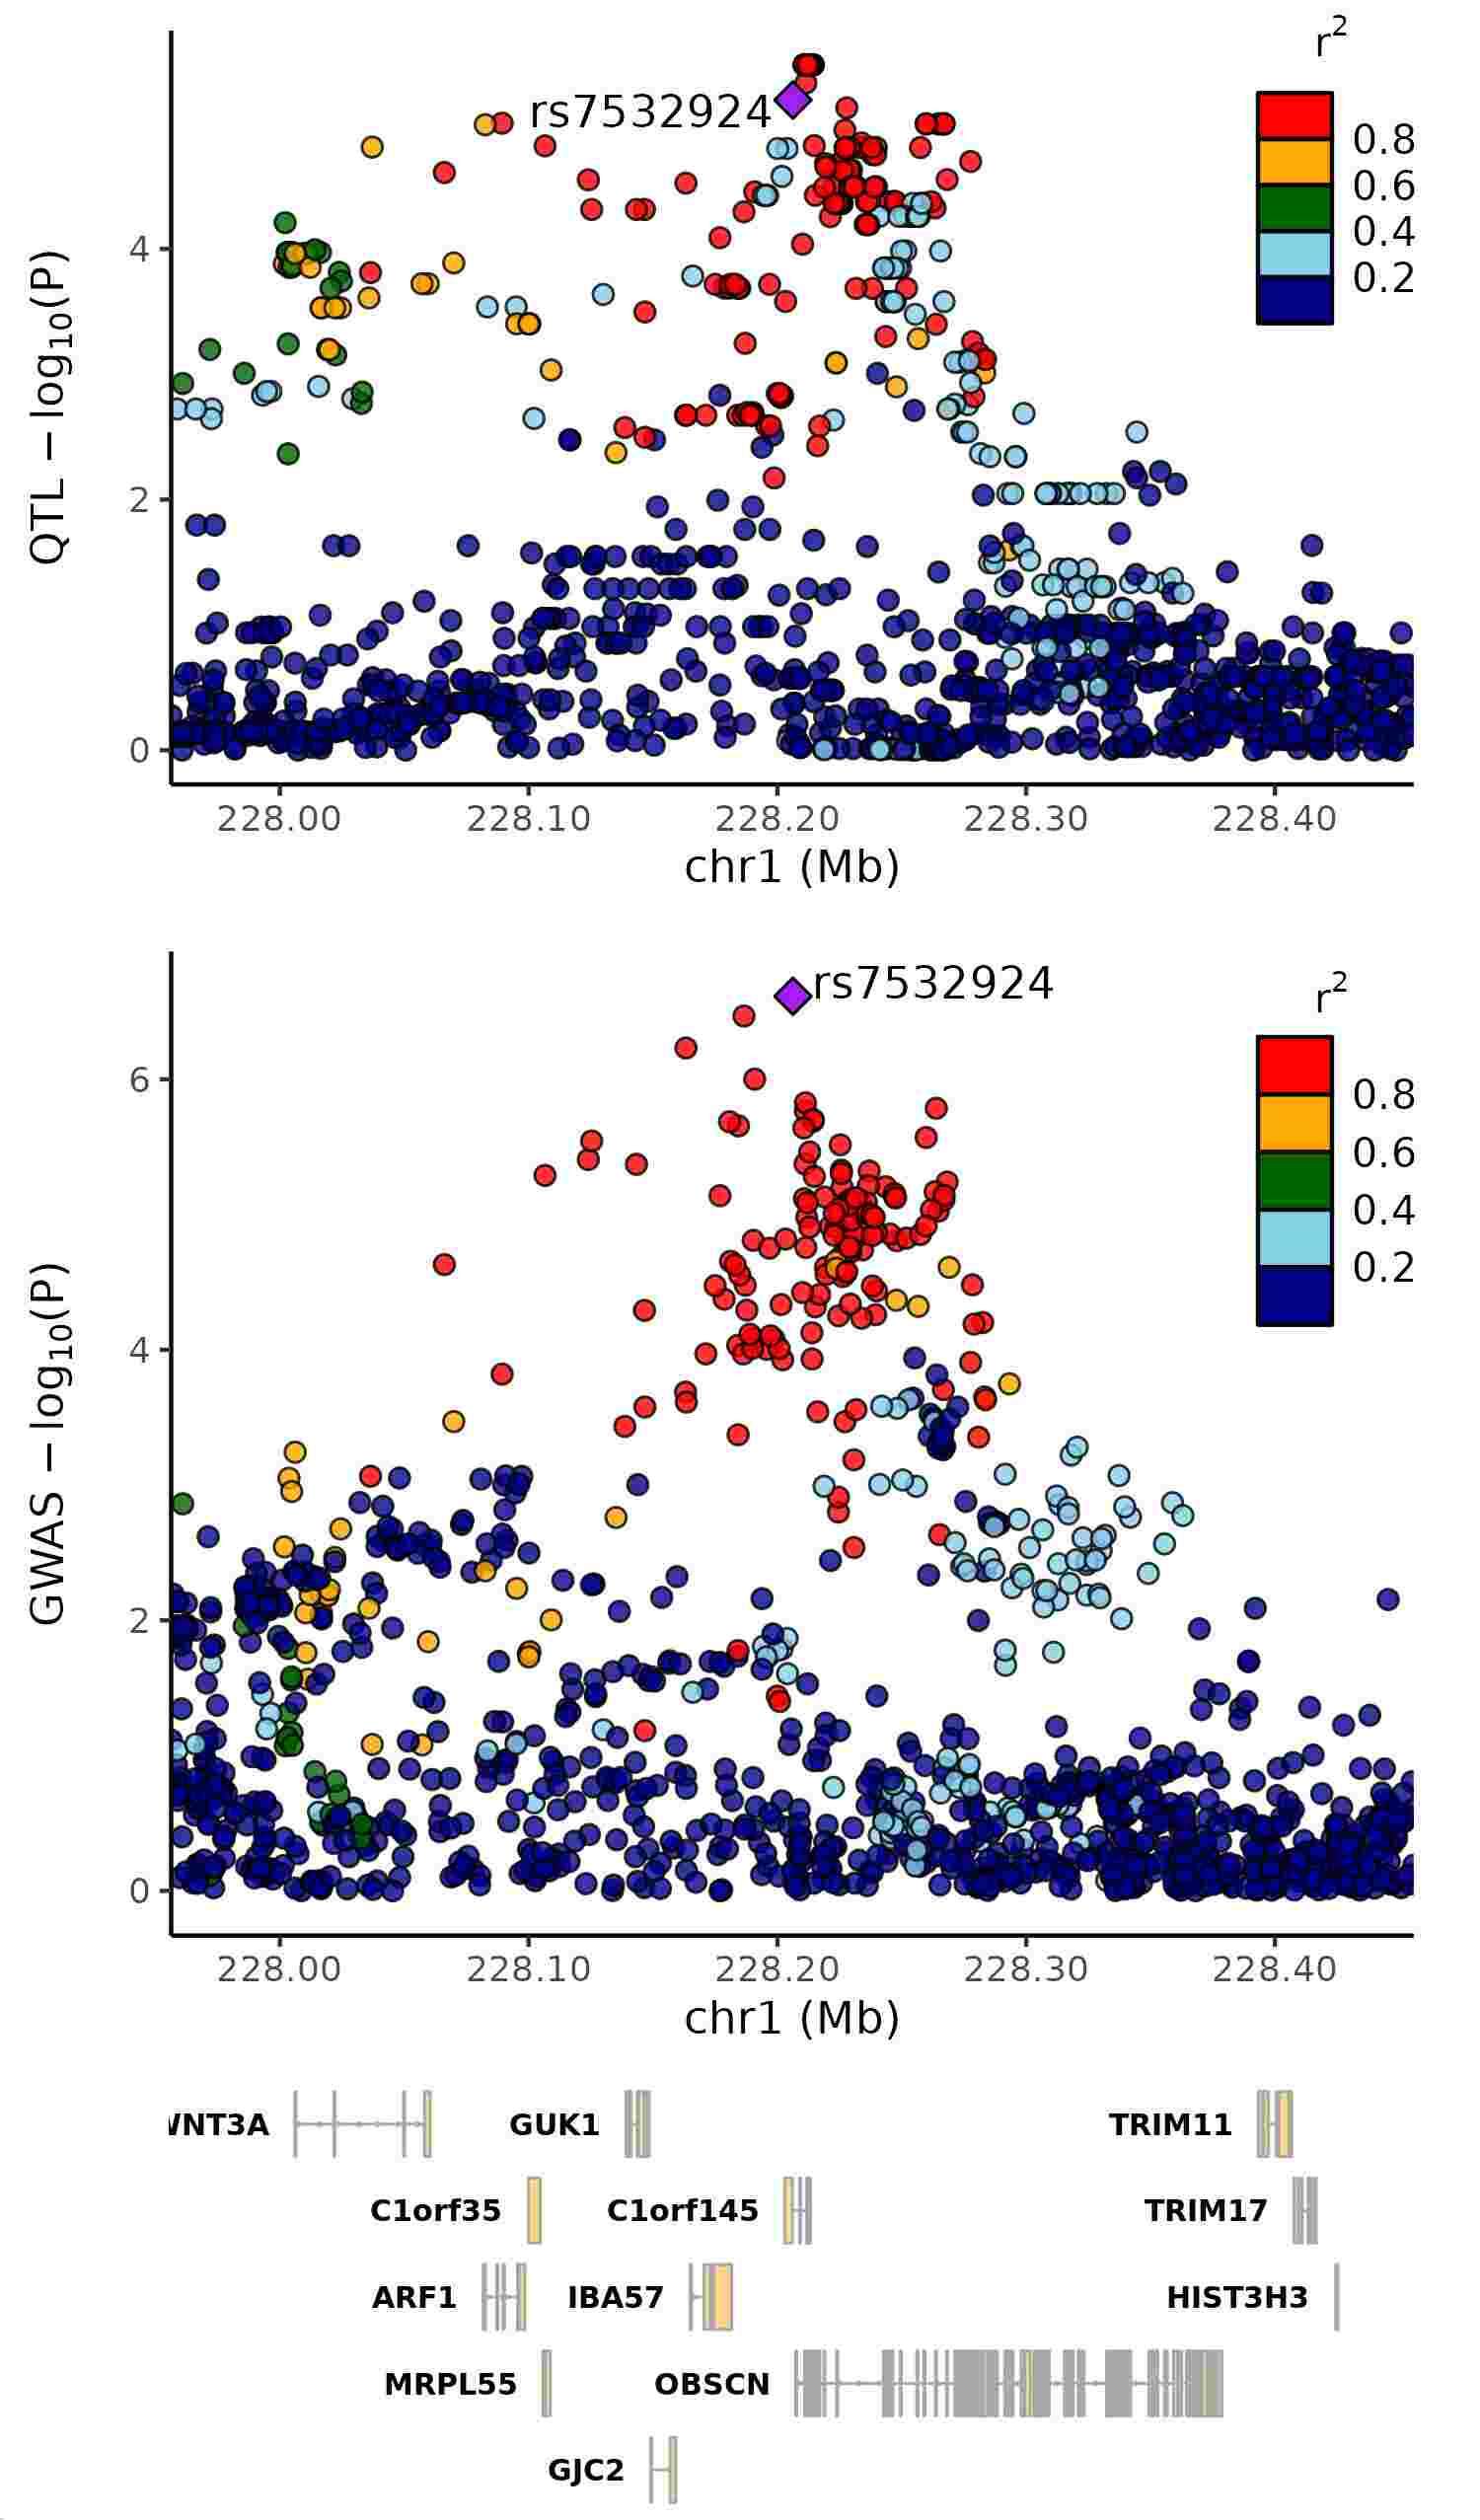 r2
rs7532924
0.8
0.6
0.4
0.2
QTL − log10(P)
4
2
0
228.00 228.10 228.20 228.30 228.40
chr1 (Mb)
rs7532924
r2
0.8
0.6
0.4
0.2
GWAS − log10(P)
6
4
2
0
228.00 228.10 228.20 228.30 228.40
chr1 (Mb)
WNT3A GUK1 TRIM11
C1orf35 C1orf145 TRIM17
ARF1 IBA57 HIST3H3
MRPL55 OBSCN
GJC2